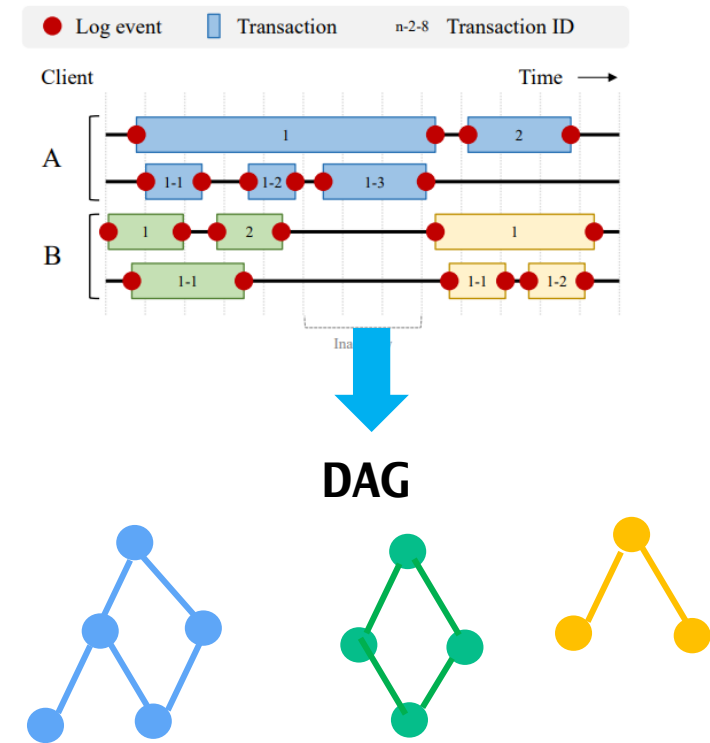 Log event Transaction n-2-8 Transaction ID
Client Time
A
1 2
1-1 1-2 1-3
B
1 2 1
1-1 1-1 1-2
DAG